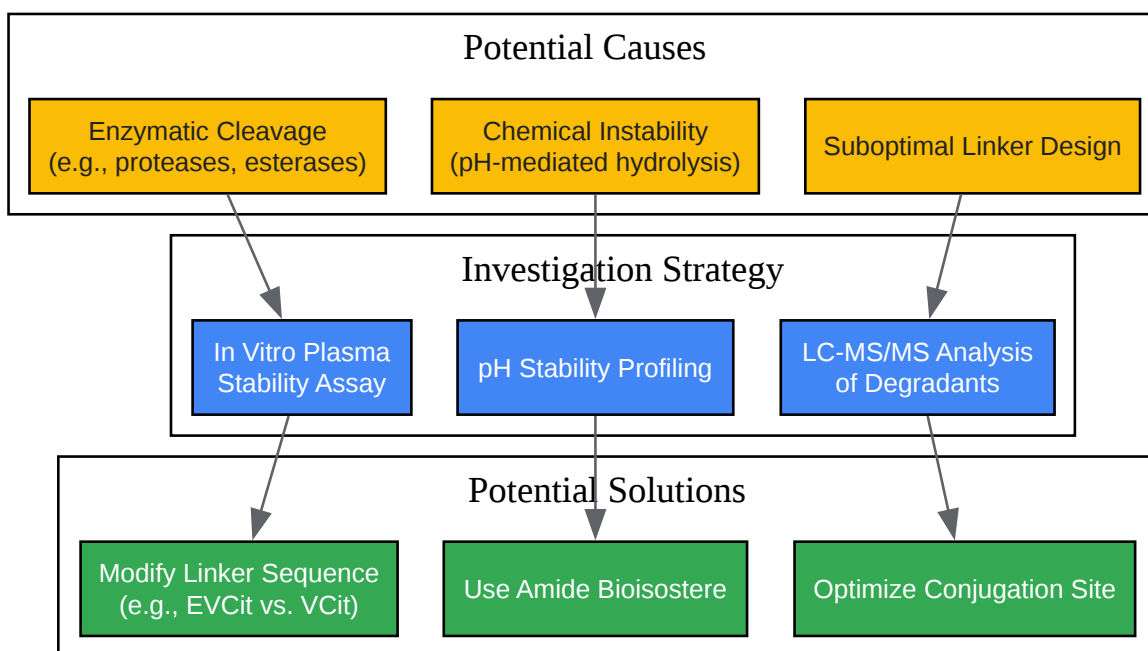 Potential Causes
Enzymatic Cleavage
(e.g., proteases, esterases)
Chemical Instability
(pH-mediated hydrolysis)
Suboptimal Linker Design
Investigation Strategy
In Vitro Plasma
Stability Assay
pH Stability Profiling
LC-MS/MS Analysis
of Degradants
Potential Solutions
Modify Linker Sequence
(e.g., EVCit vs. VCit)
Use Amide Bioisostere
Optimize Conjugation Site